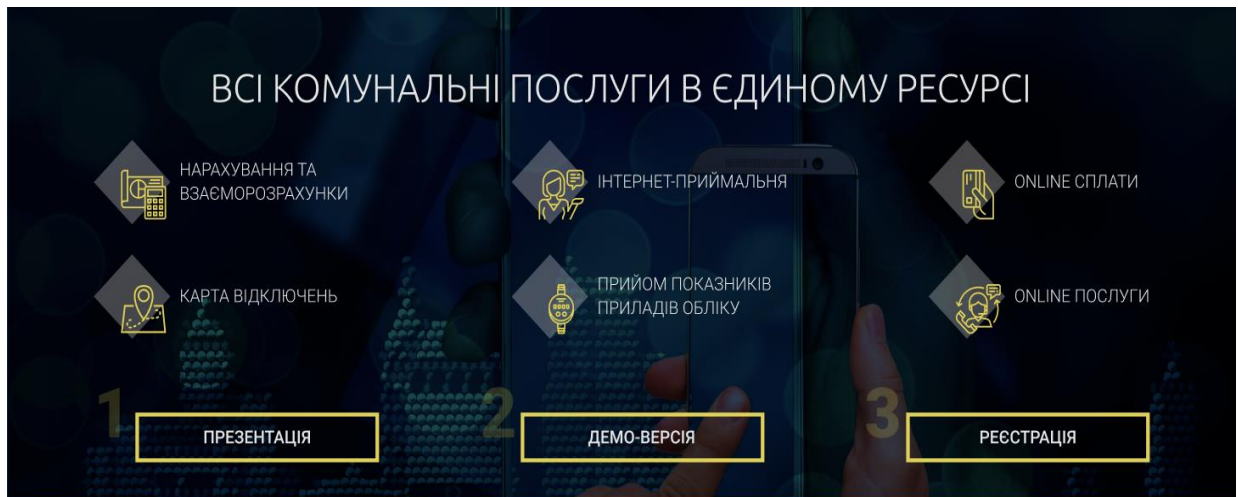 ВСІ КОМУНАЛЬНІ ПОСЛУГИ В ЄДИНОМУ РЕСУРСІ
НАРАХУВАННЯ ТА
ВЗАЄМОРОЗРАХУНКИ
ІНТЕРНЕТ-ПРИЙМАЛЬНЯ
ONLINE СПЛАТИ
КАРТА ВІДКЛЮЧЕНЬ
ПРИЙОМ ПОКАЗНИКІВ
ПРИЛАДІВ ОБЛІКУ
ONLINE ПОСЛУГИ
1
ПРЕЗЕНТАЦІЯ
2
ДЕМО-ВЕРСІЯ
3
РЕЄСТРАЦІЯ